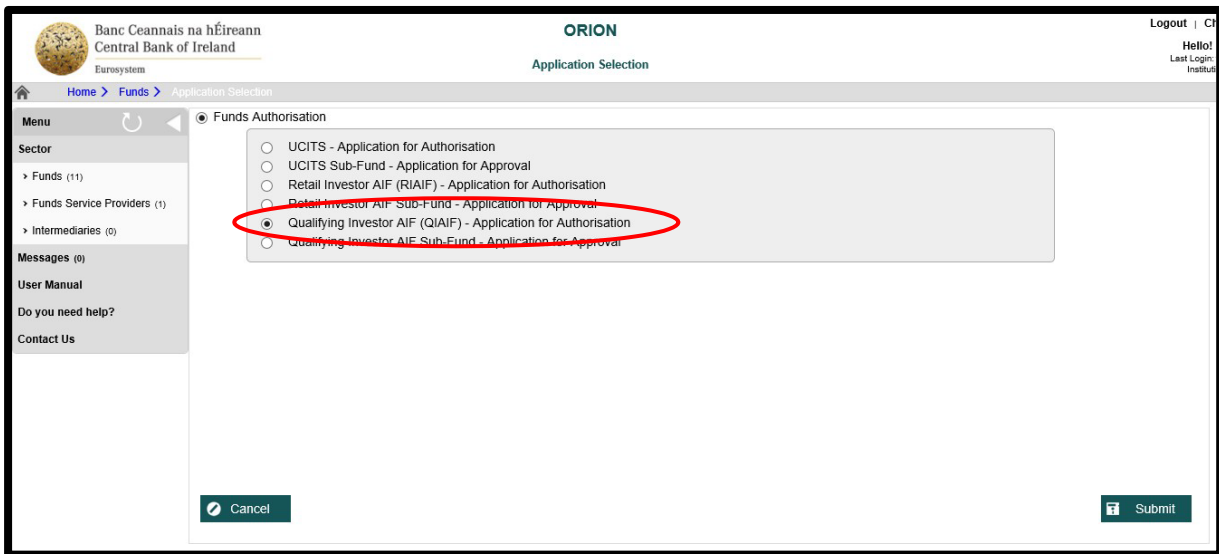 Banc Ceannais na hÉireann
Central Bank of Ireland
Eurosystem
ORION
Application Selection
Logout | Ch
Hello!
Last Login:
Instituti
Home > Funds > Application Selection
Menu
Sector
> Funds (11)
> Funds Service Providers (1)
> Intermediaries (0)
Messages (0)
User Manual
Do you need help?
Contact Us
Funds Authorisation
UCITS - Application for Authorisation
UCITS Sub-Fund - Application for Approval
Retail Investor AIF (RIAIF) - Application for Authorisation
Retail Investor AIF Sub-Fund - Application for Approval
Qualifying Investor AIF (QIAIF) - Application for Authorisation
Qualifying Investor AIF Sub-Fund - Application for Approval
Cancel
Submit